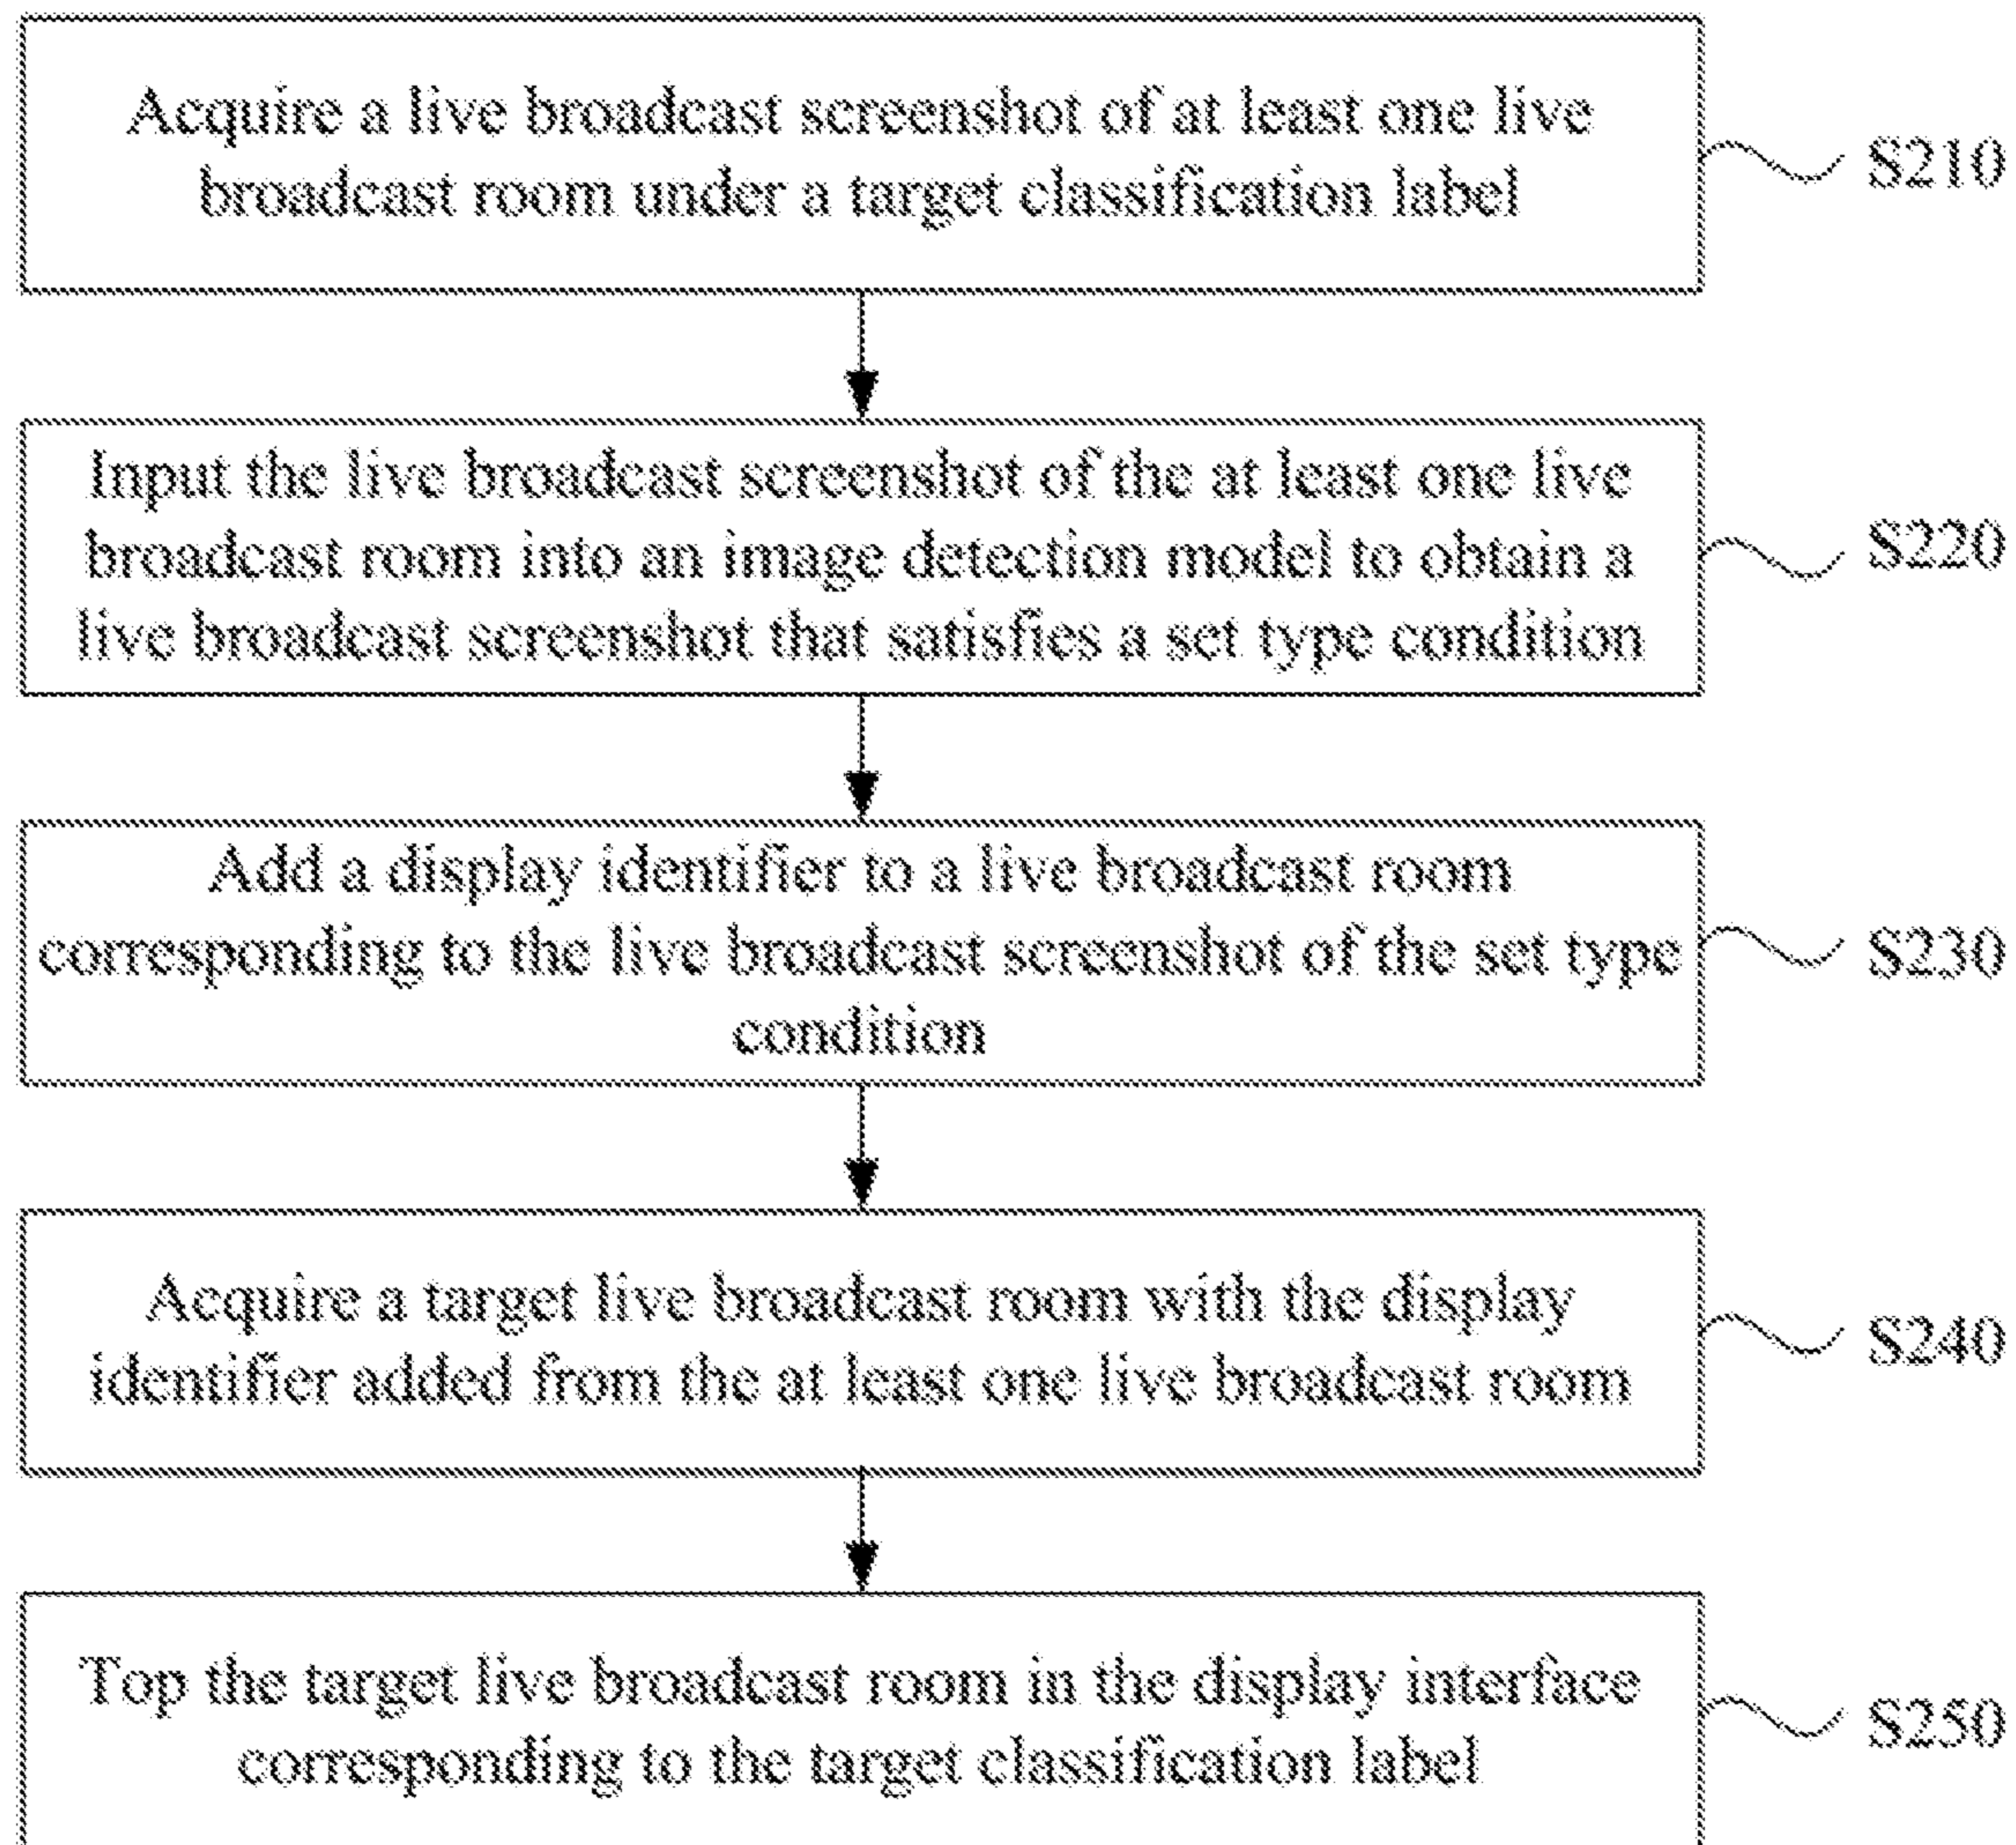 Acquire a live broadcast screenshot of at least one live
broadcast room under a target classification label
S210
Input the live broadcast screenshot of the at least one live
broadcast room into an image detection model to obtain a
live broadcast screenshot that satisfies a set type condition
S220
Add a display identifier to a live broadcast room
corresponding to the live broadcast screenshot of the set type
condition
S230
Acquire a target live broadcast room with the display
identifier added from the at least one live broadcast room
S240
Top the target live broadcast room in the display interface
corresponding to the target classification label
S250